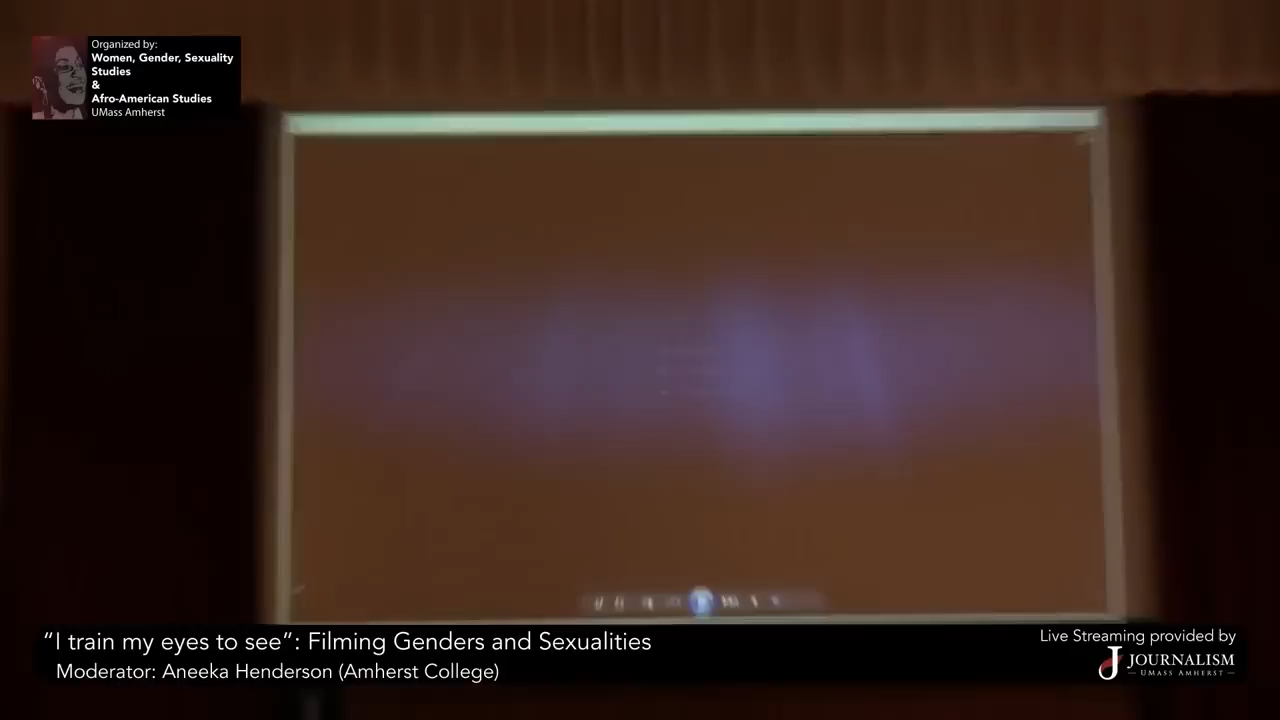 Organized by:
Women, Gender, Sexuality
Studies
&
Afro-American Studies
UMass Amherst
“I train my eyes to see“: Filming Genders and Sexualities
Moderator: Aneeka Henderson (Amherst College)
Live Streaming provided by
JOURNALISM
UMASS AMHERST